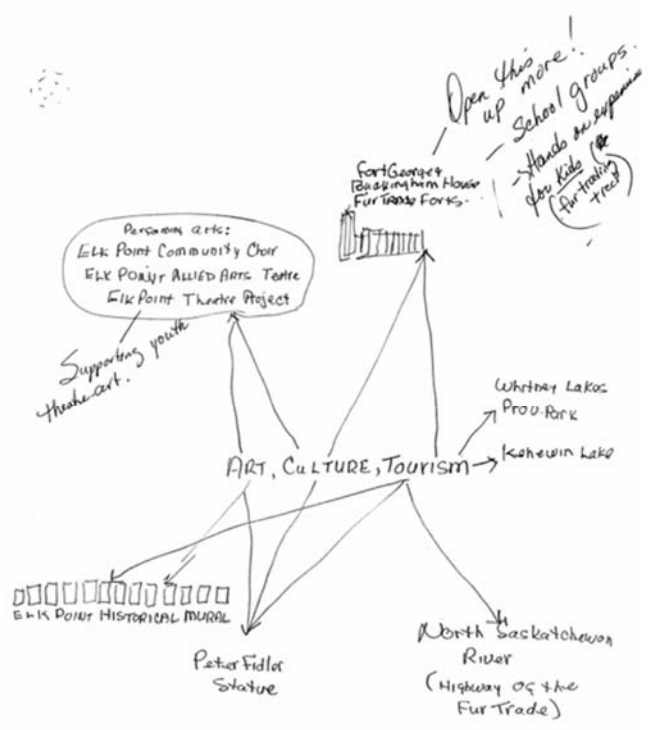 Open this
up more!
School groups.
Hands on experience
for Kids (Re
(fur trading
trect
Fort George +
Buckingham House
Fur Trade Forts.
Performing arts:
Elk Point Community Choir
Elk Point Allied Arts Teatre
Elk Point Theatre Project
Supporting youth
theatre art.
Whitney Lakes
Prov. Park
Kehewin Lake
Art, Culture, Tourism
Elk Point Historical Mural
Peter Fidler
Statue
North Saskatchewan
River
(Highway of the
Fur Trade)